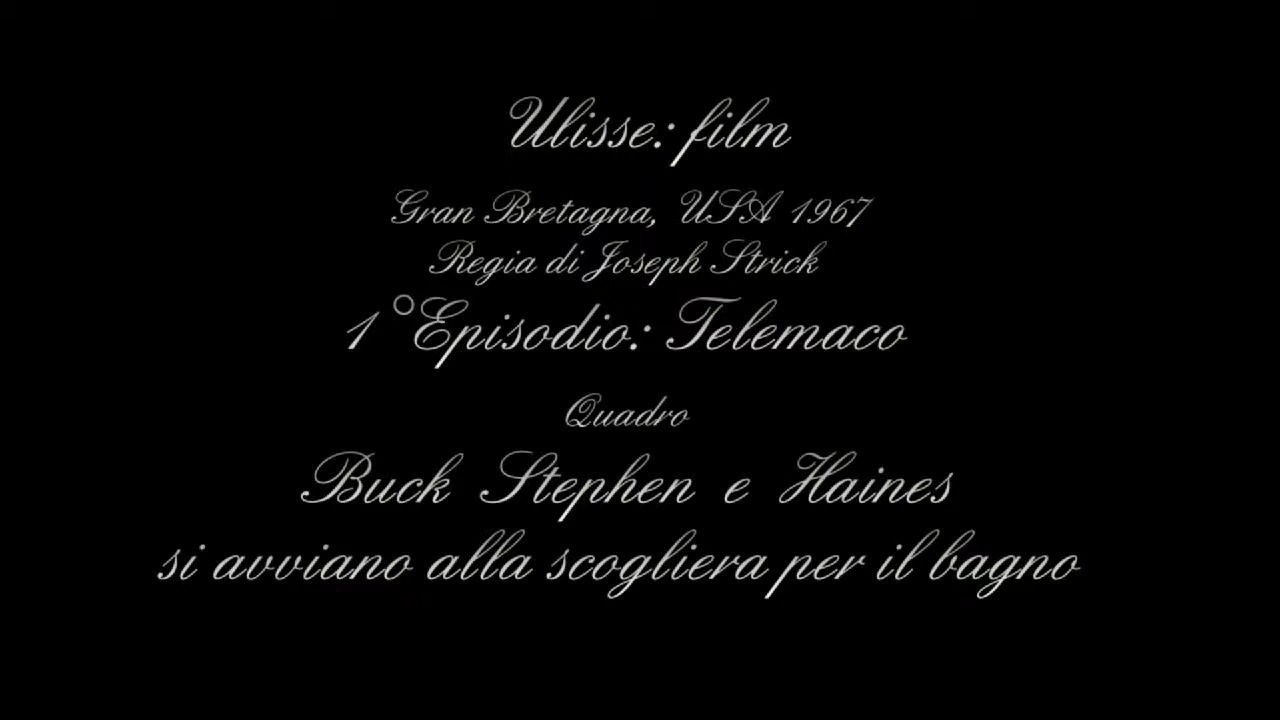 Ulisse: film
Gran Bretagna, USA 1967
Regia di Joseph Strick
1°Episodio: Telemaco
Quadro
Buck Stephen e Haines
si avviano alla scogliera per il bagno